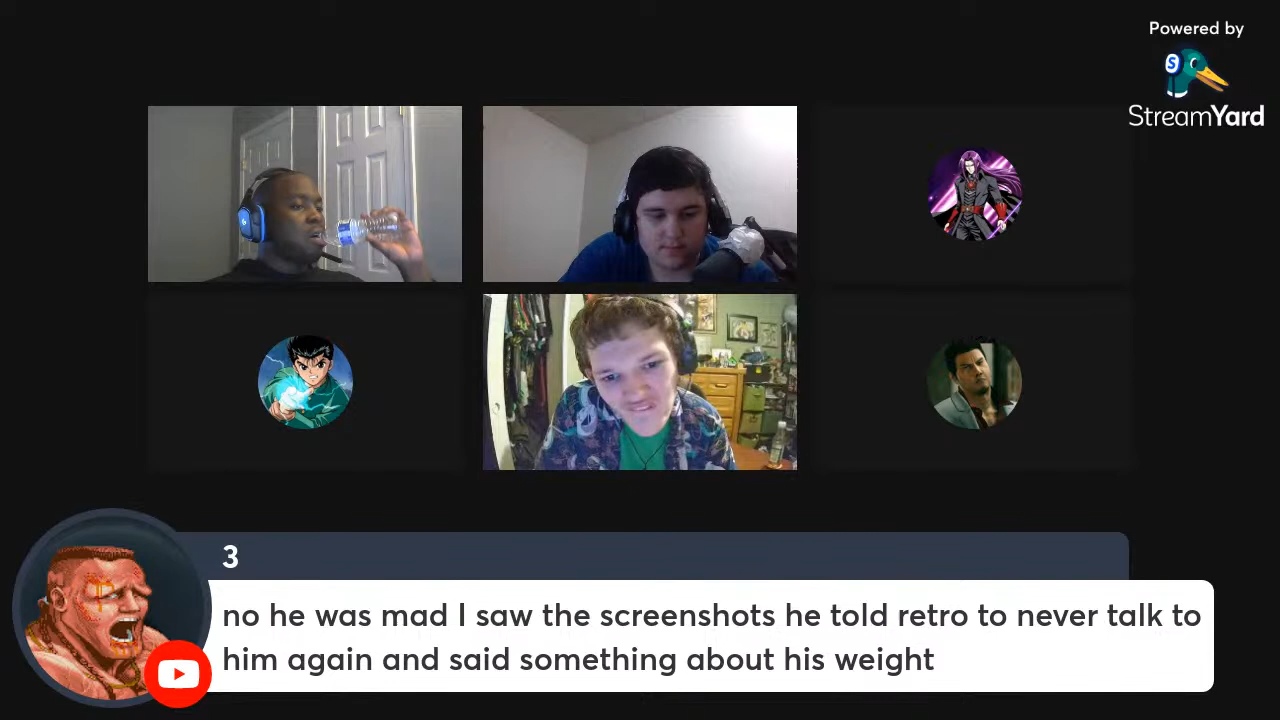 Powered by
StreamYard
3
no he was mad I saw the screenshots he told retro to never talk to
him again and said something about his weight